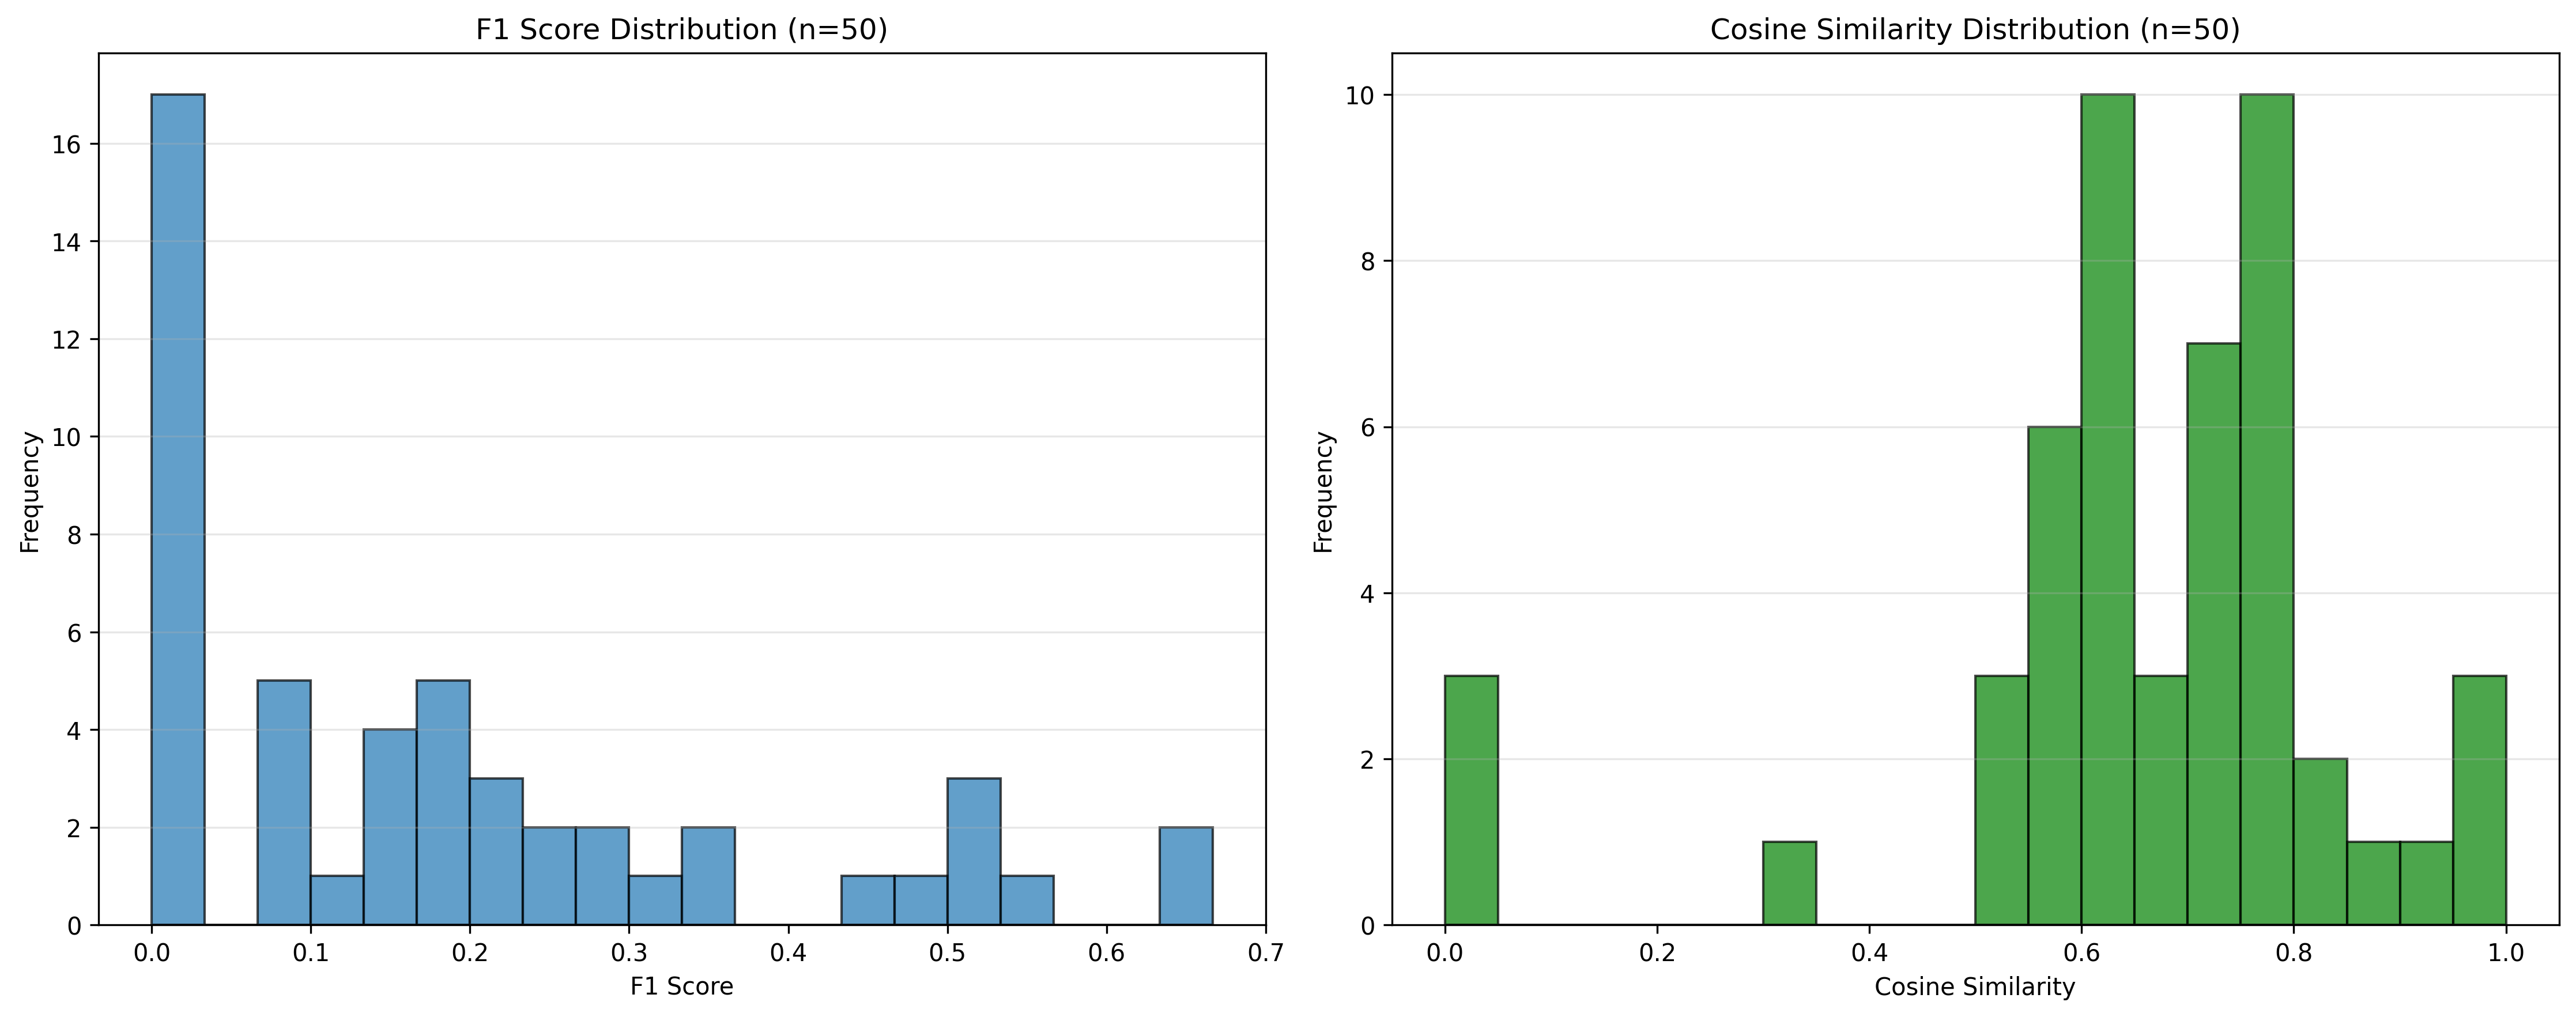 F1 Score Distribution (n=50)
16
14
12
10
8
6
4
2
0
Frequency
0.0 0.1 0.2 0.3 0.4 0.5 0.6 0.7
F1 Score
Cosine Similarity Distribution (n=50)
10
8
6
4
2
0
Frequency
0.0 0.2 0.4 0.6 0.8 1.0
Cosine Similarity